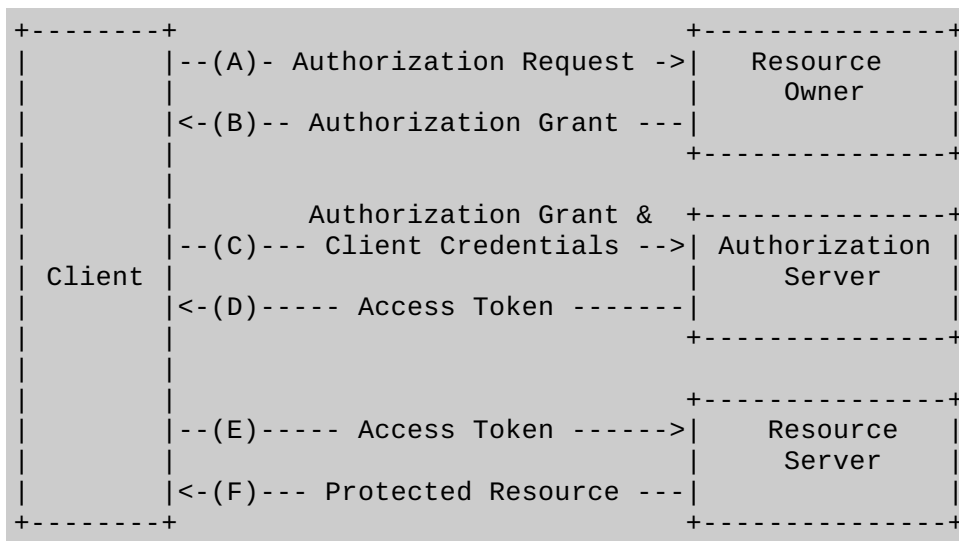 +--------+                               +---------------+
|        |--(A)- Authorization Request ->|   Resource    |
|        |                               |     Owner     |
|        |<-(B)-- Authorization Grant ---|               |
|        |                               +---------------+
|        |
|        |        Authorization Grant &  +---------------+
|        |--(C)--- Client Credentials -->| Authorization |
| Client |                               |     Server    |
|        |<-(D)----- Access Token -------|               |
|        |                               +---------------+
|        |
|        |                               +---------------+
|        |--(E)----- Access Token ------>|    Resource   |
|        |                               |     Server    |
|        |<-(F)--- Protected Resource ---|               |
+--------+                               +---------------+